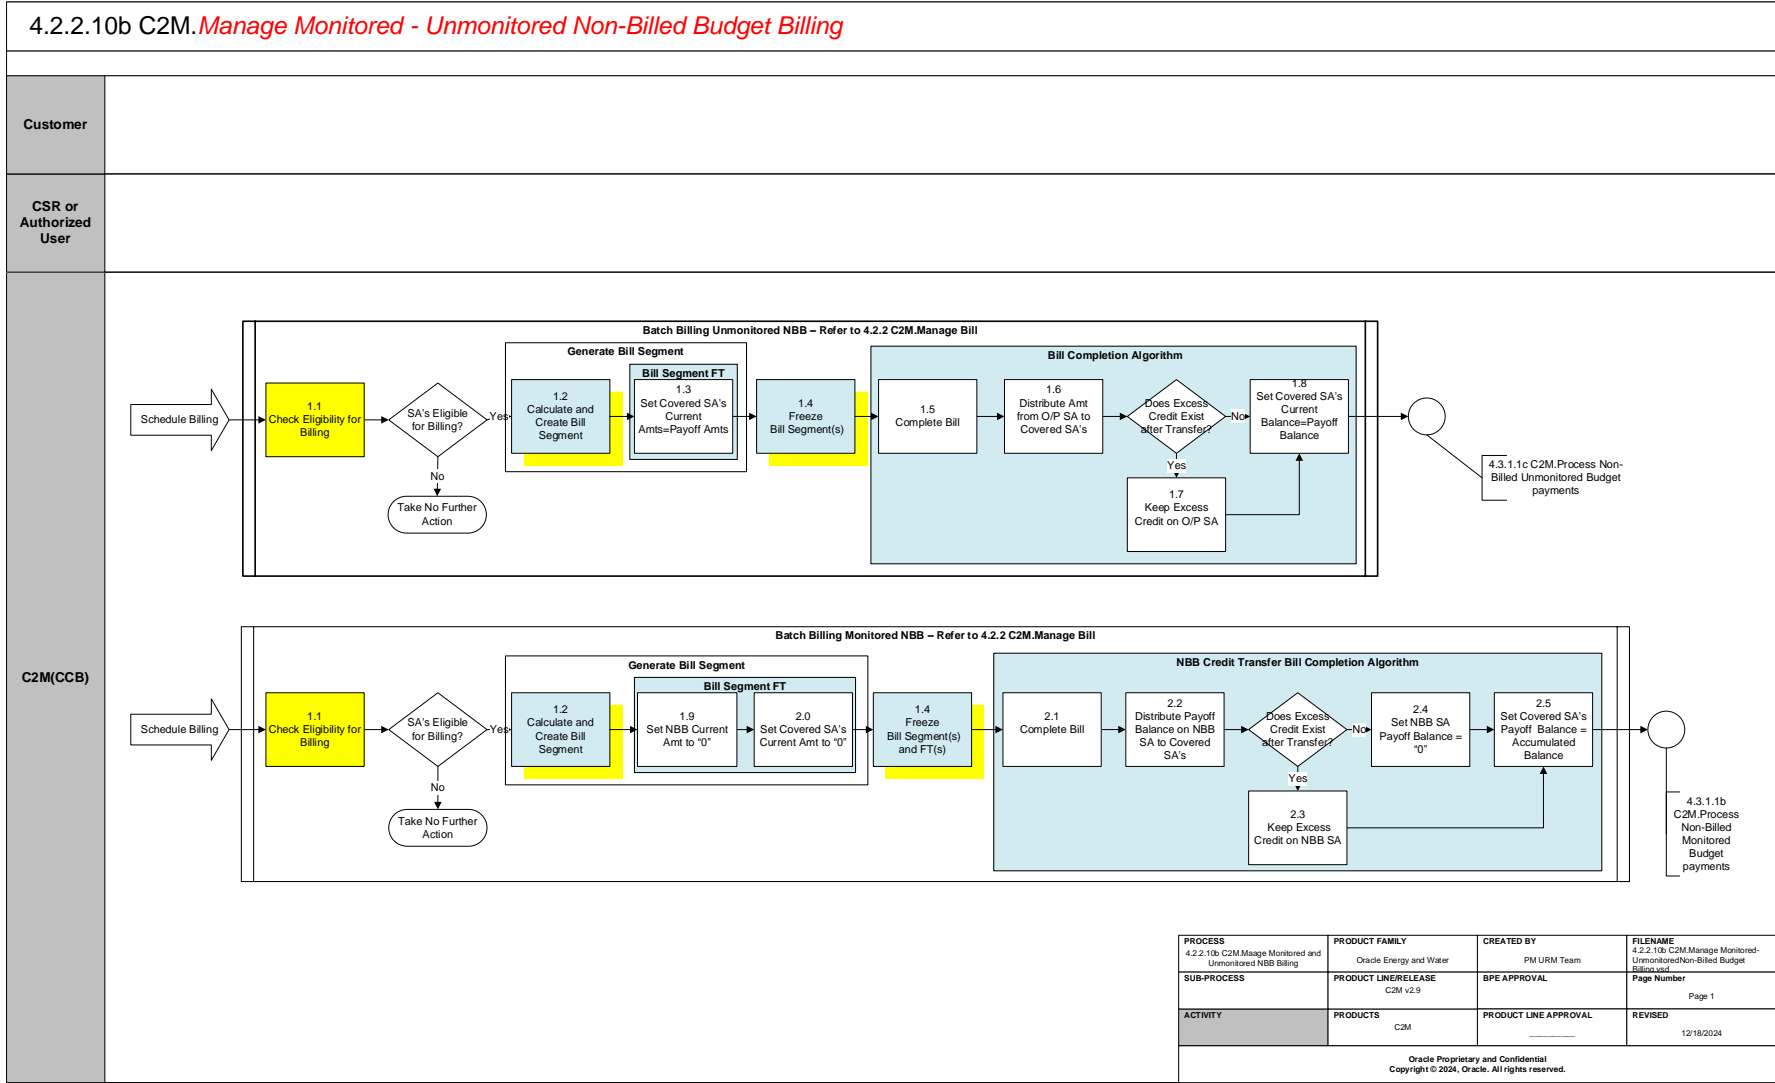 4.2.2.10b C2M.Manage Monitored - Unmonitored Non-Billed Budget Billing
Customer
CSR or
Authorized
User
C2M(CCB)
Batch Billing Unmonitored NBB – Refer to 4.2.2 C2M.Manage Bill
Generate Bill Segment
Bill Segment FT
Bill Completion Algorithm
Schedule Billing
1.1
Check Eligibility for
Billing
SA's Eligible
for Billing?
Yes
No
Take No Further
Action
1.2
Calculate and
Create Bill
Segment
1.3
Set Covered SA's
Current
Amts=Payoff Amts
1.4
Freeze
Bill Segment(s)
1.5
Complete Bill
1.6
Distribute Amt
from O/P SA to
Covered SA's
Does Excess
Credit Exist
after Transfer?
No
Yes
1.7
Keep Excess
Credit on O/P SA
1.8
Set Covered SA's
Current
Balance=Payoff
Balance
4.3.1.1c C2M.Process Non-
Billed Unmonitored Budget
payments
Batch Billing Monitored NBB – Refer to 4.2.2 C2M.Manage Bill
Generate Bill Segment
Bill Segment FT
NBB Credit Transfer Bill Completion Algorithm
Schedule Billing
1.1
Check Eligibility for
Billing
SA's Eligible
for Billing?
Yes
No
Take No Further
Action
1.2
Calculate and
Create Bill
Segment
1.9
Set NBB Current
Amt to “0”
2.0
Set Covered SA's
Current Amt to “0”
1.4
Freeze
Bill Segment(s)
and FT(s)
2.1
Complete Bill
2.2
Distribute Payoff
Balance on NBB
SA to Covered
SA's
Does Excess
Credit Exist
after Transfer?
No
Yes
2.3
Keep Excess
Credit on NBB SA
2.4
Set NBB SA
Payoff Balance =
“0”
2.5
Set Covered SA's
Payoff Balance =
Accumulated
Balance
4.3.1.1b
C2M.Process
Non-Billed
Monitored
Budget
payments
PROCESS
4.2.2.10b C2M.Maage Monitored and
Unmonitored NBB Billing
PRODUCT FAMILY
Oracle Energy and Water
CREATED BY
PM URM Team
FILENAME
4.2.2.10b C2M.Manage Monitored-
UnmonitoredNon-Billed Budget
Billing.vsd
SUB-PROCESS
PRODUCT LINE/RELEASE
C2M v2.9
BPE APPROVAL
Page Number
Page 1
ACTIVITY
PRODUCTS
C2M
PRODUCT LINE APPROVAL
REVISED
12/18/2024
Oracle Proprietary and Confidential
Copyright © 2024, Oracle. All rights reserved.